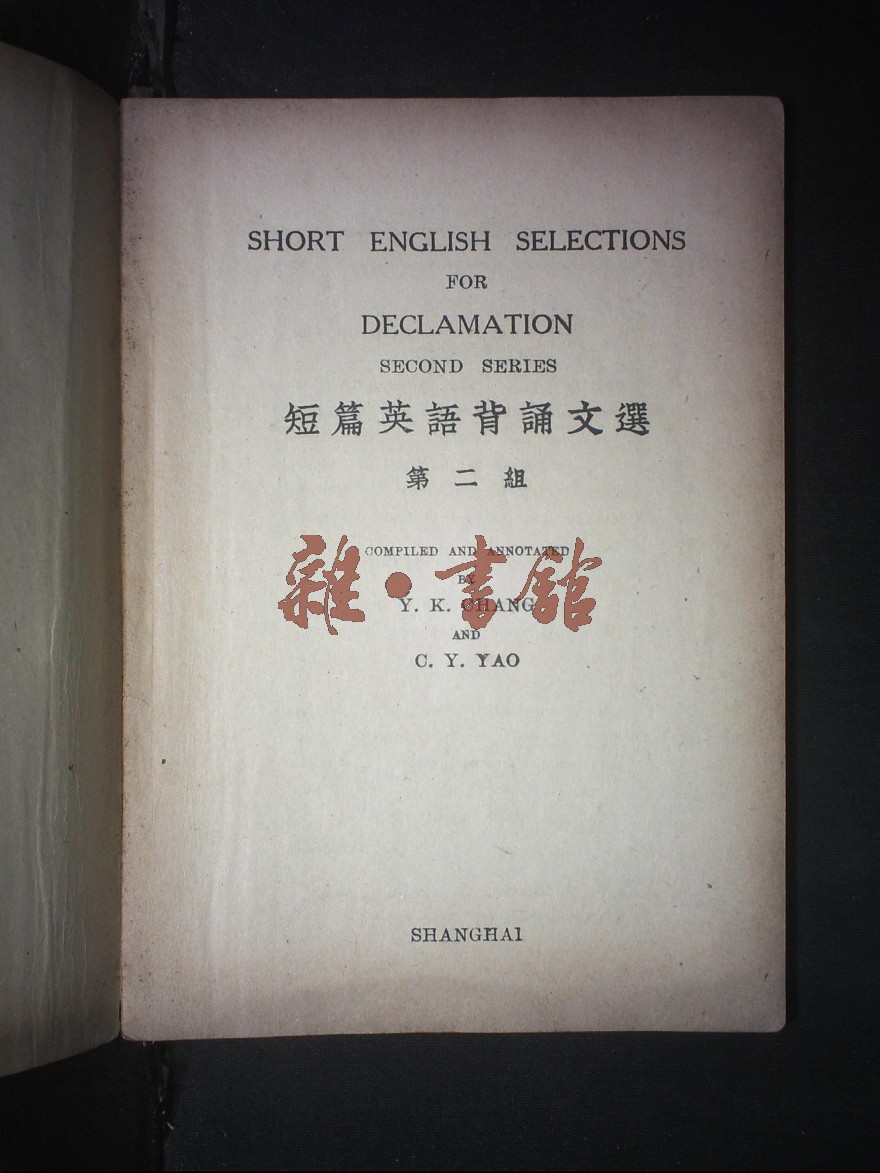 SHORT ENGLISH SELECTIONS
FOR
DECLAMATION
SECOND SERIES
短篇英語背誦文選
第二組
COMPILED AND ANNOTATED
BY
Y. K. CHANG
AND
C. Y. YAO
雜·書館
SHANGHAI